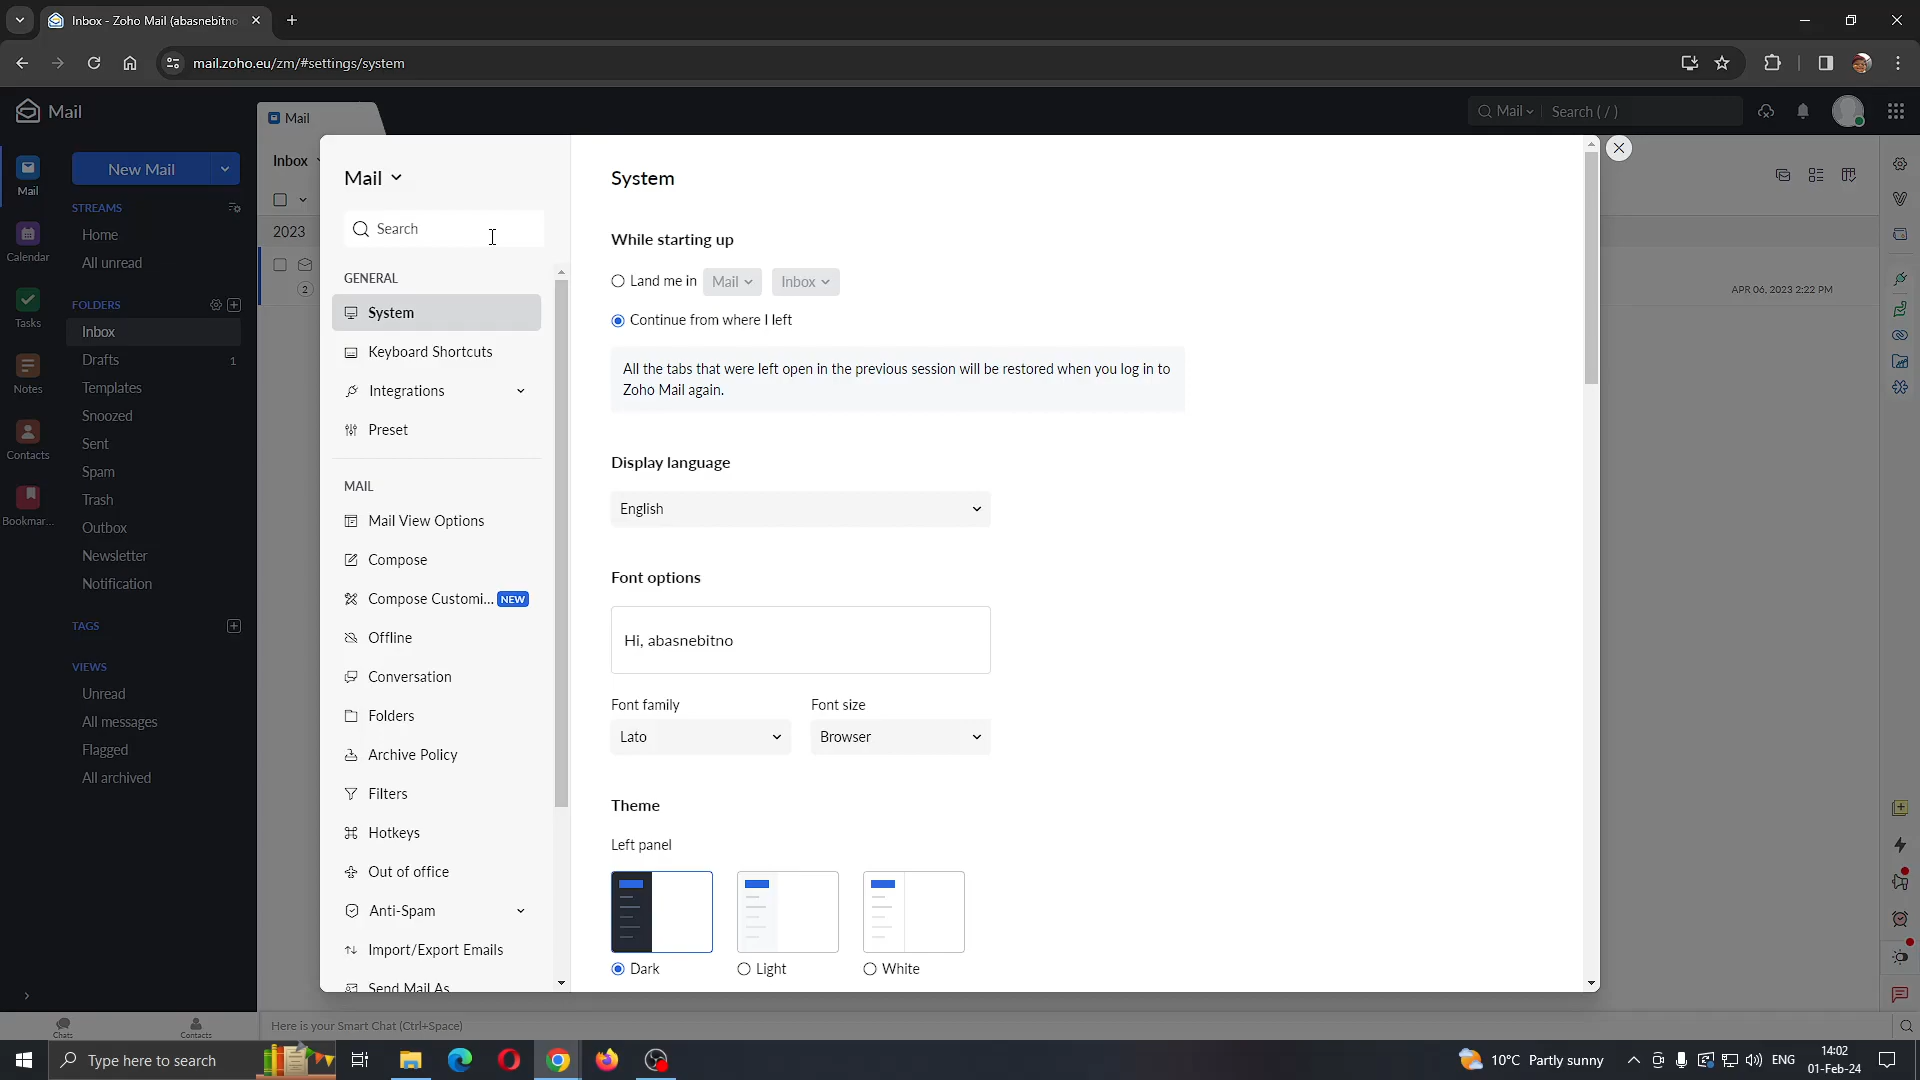 Inbox - Zoho Mail (abasnebitno
mail.zoho.eu/zm/#settings/system
Mail
Mail
Mail
Search ( / )
Mail
Calendar
Tasks
Notes
Contacts
Bookmar...
New Mail
STREAMS
Home
All unread
FOLDERS
Inbox
Drafts 1
Templates
Snoozed
Sent
Spam
Trash
Outbox
Newsletter
Notification
TAGS
VIEWS
Unread
All messages
Flagged
All archived
Inbox
2023
2
APR 06, 2023 2:22 PM
Mail
Search
GENERAL
System
Keyboard Shortcuts
Integrations
Preset
MAIL
Mail View Options
Compose
Compose Customi... NEW
Offline
Conversation
Folders
Archive Policy
Filters
Hotkeys
Out of office
Anti-Spam
Import/Export Emails
Send Mail As
System
While starting up
Land me in Mail Inbox
Continue from where I left
All the tabs that were left open in the previous session will be restored when you log in to
Zoho Mail again.
Display language
English
Font options
Hi, abasnebitno
Font family Font size
Lato Browser
Theme
Left panel
Dark Light White
Chats Contacts
Here is your Smart Chat (Ctrl+Space)
Type here to search
10°C Partly sunny
ENG
14:02
01-Feb-24